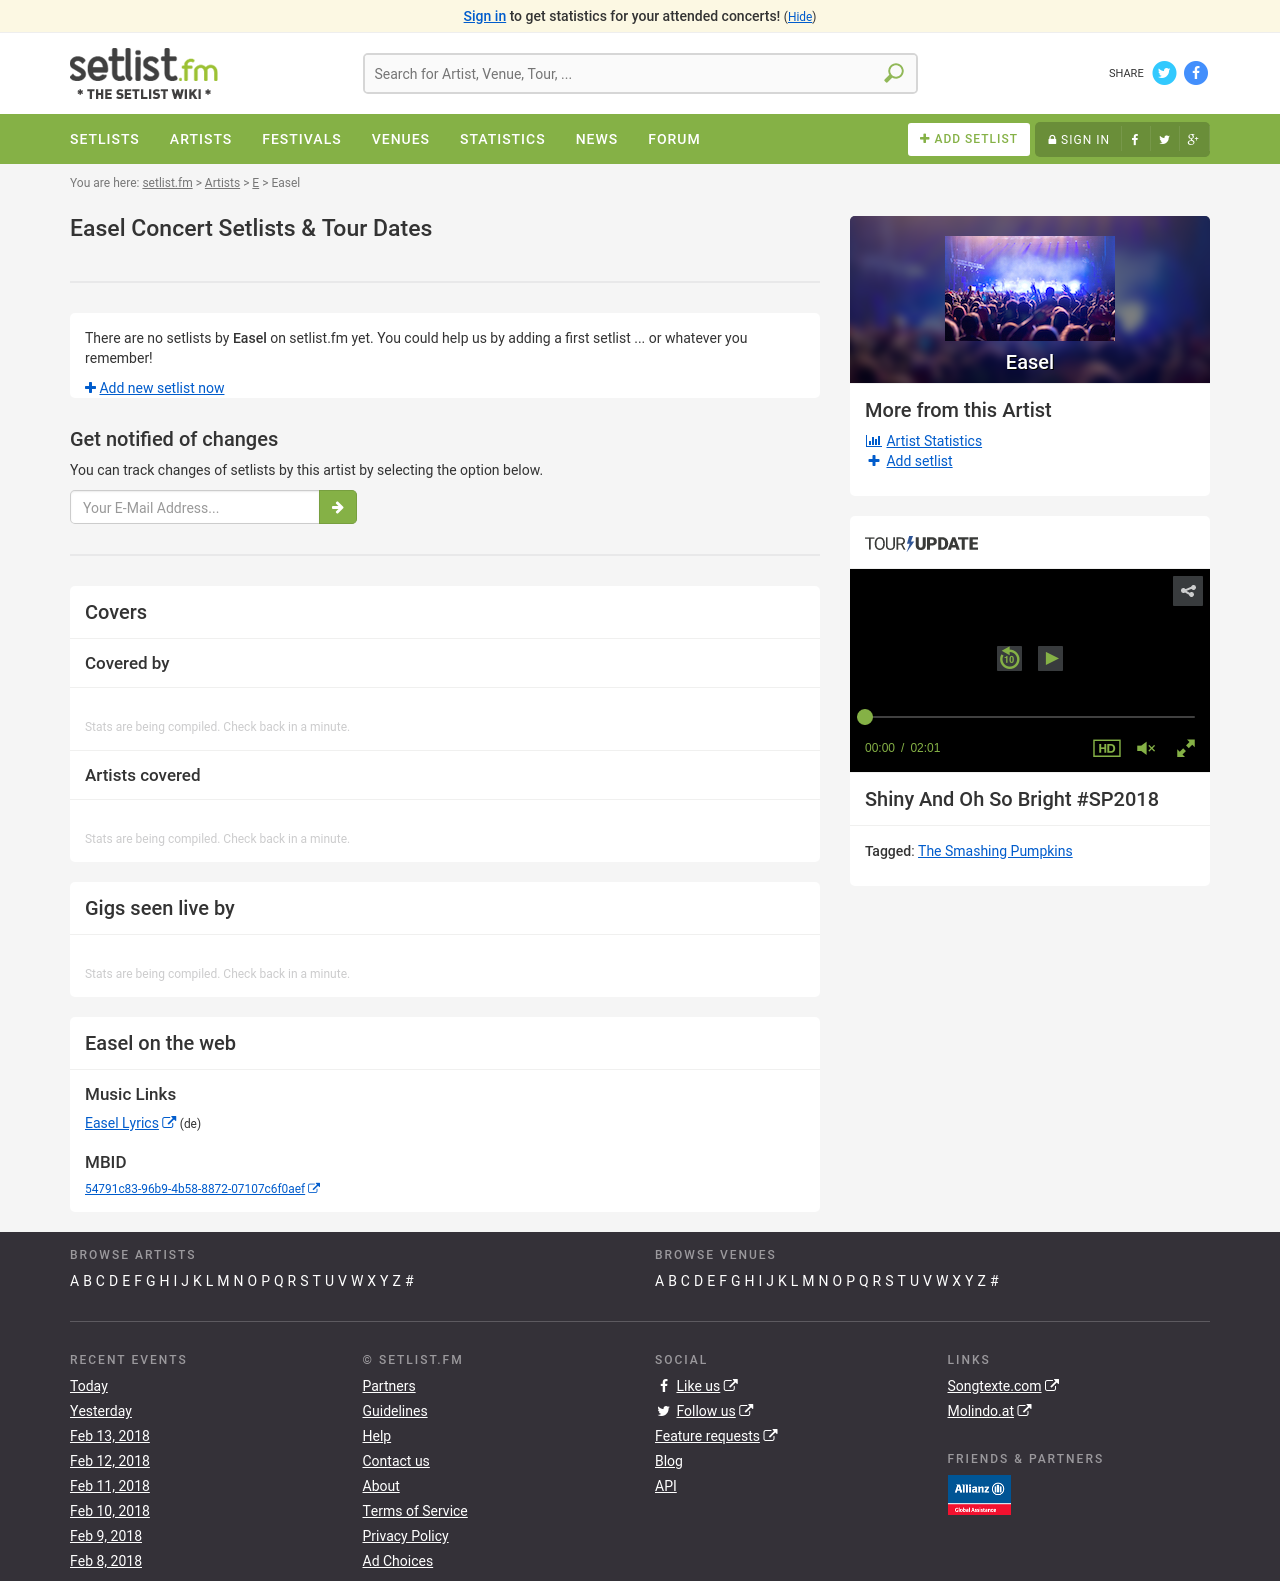 Sign in to get statistics for your attended concerts! (Hide)
setlist.fm
* THE SETLIST WIKI *
Search for Artist, Venue, Tour, ...
SHARE
SETLISTS ARTISTS FESTIVALS VENUES STATISTICS NEWS FORUM
ADD SETLIST
SIGN IN
You are here: setlist.fm > Artists > E > Easel
Easel Concert Setlists & Tour Dates
There are no setlists by Easel on setlist.fm yet. You could help us by adding a first setlist ... or whatever you
remember!
Add new setlist now
Get notified of changes
You can track changes of setlists by this artist by selecting the option below.
Your E-Mail Address...
Covers
Covered by
Stats are being compiled. Check back in a minute.
Artists covered
Stats are being compiled. Check back in a minute.
Gigs seen live by
Stats are being compiled. Check back in a minute.
Easel on the web
Music Links
Easel Lyrics (de)
MBID
54791c83-96b9-4b58-8872-07107c6f0aef
Easel
More from this Artist
Artist Statistics
Add setlist
TOUR UPDATE
10
00:00 / 02:01
HD
Shiny And Oh So Bright #SP2018
Tagged: The Smashing Pumpkins
BROWSE ARTISTS
A B C D E F G H I J K L M N O P Q R S T U V W X Y Z #
BROWSE VENUES
A B C D E F G H I J K L M N O P Q R S T U V W X Y Z #
RECENT EVENTS
Today
Yesterday
Feb 13, 2018
Feb 12, 2018
Feb 11, 2018
Feb 10, 2018
Feb 9, 2018
Feb 8, 2018
© SETLIST.FM
Partners
Guidelines
Help
Contact us
About
Terms of Service
Privacy Policy
Ad Choices
SOCIAL
Like us
Follow us
Feature requests
Blog
API
LINKS
Songtexte.com
Molindo.at
FRIENDS & PARTNERS
Allianz
Global Assistance